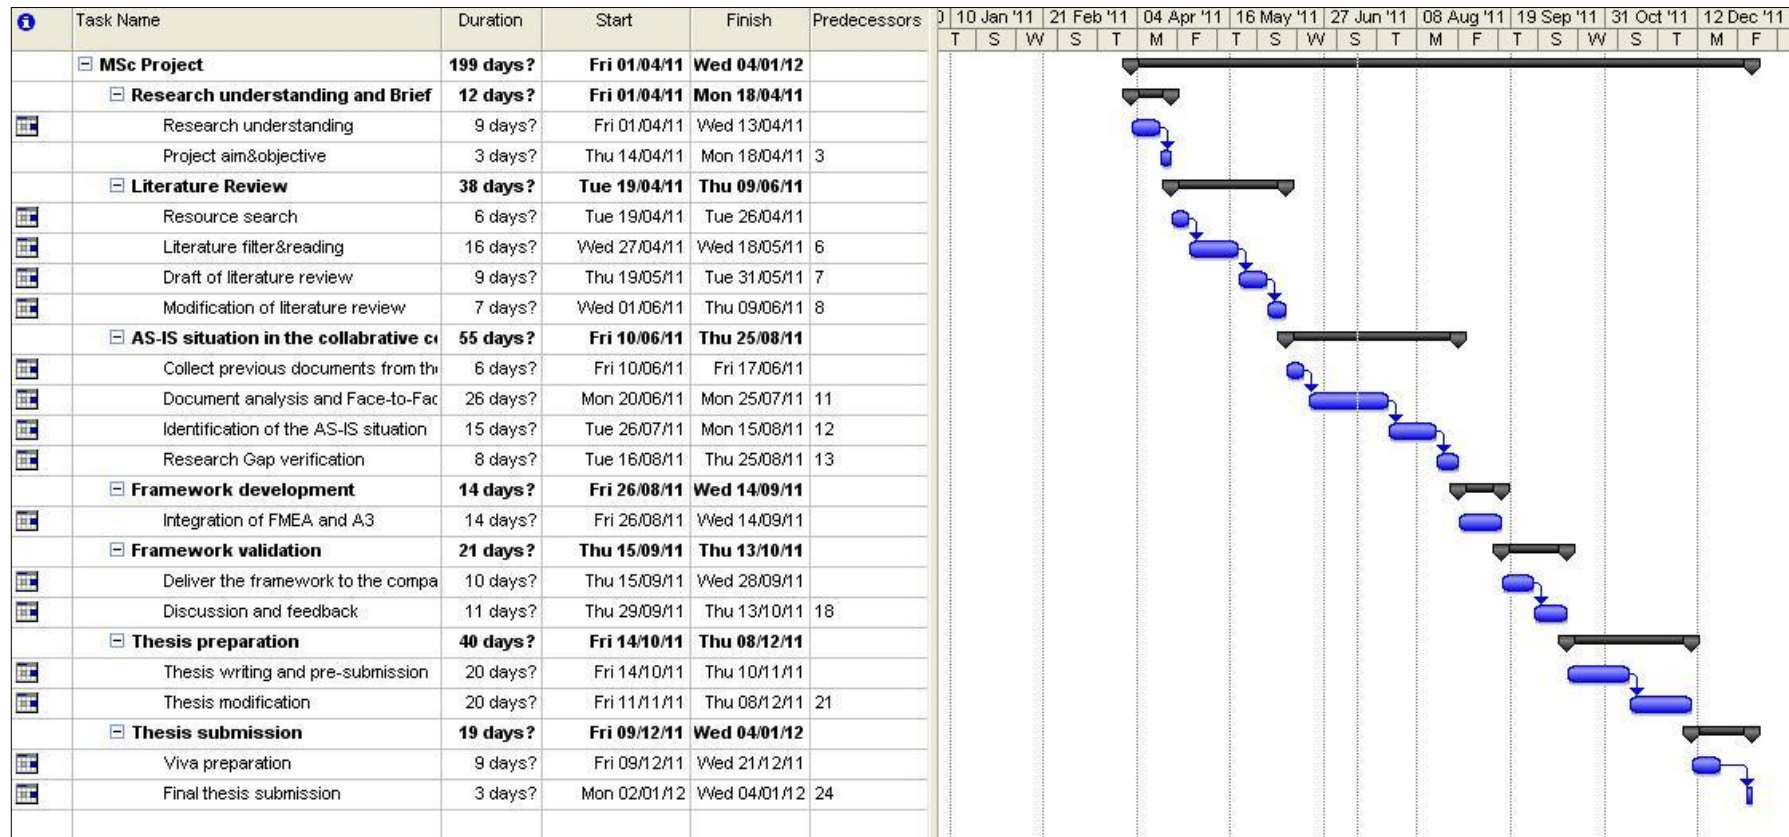 Task Name Duration Start Finish Predecessors 10 Jan '11 21 Feb '11 04 Apr '11 16 May '11 27 Jun '11 08 Aug '11 19 Sep '11 31 Oct '11 12 Dec '11
T S W S T M F T S W S T M F T S W S T M F
MSc Project 199 days? Fri 01/04/11 Wed 04/01/12
Research understanding and Brief 12 days? Fri 01/04/11 Mon 18/04/11
Research understanding 9 days? Fri 01/04/11 Wed 13/04/11
Project aim&objective 3 days? Thu 14/04/11 Mon 18/04/11 3
Literature Review 38 days? Tue 19/04/11 Thu 09/06/11
Resource search 6 days? Tue 19/04/11 Tue 26/04/11
Literature filter&reading 16 days? Wed 27/04/11 Wed 18/05/11 6
Draft of literature review 9 days? Thu 19/05/11 Tue 31/05/11 7
Modification of literature review 7 days? Wed 01/06/11 Thu 09/06/11 8
AS-IS situation in the collabrative 55 days? Fri 10/06/11 Thu 25/08/11
Collect previous documents from 6 days? Fri 10/06/11 Fri 17/06/11
Document analysis and 26 days? Mon 20/06/11 Mon 25/07/11 11
Identification of the AS-IS situation 15 days? Tue 26/07/11 Mon 15/08/11 12
Research Gap verification 8 days? Tue 16/08/11 Thu 25/08/11 13
Framework development 14 days? Fri 26/08/11 Wed 14/09/11
Integration of FMEA and A3 14 days? Fri 26/08/11 Wed 14/09/11
Framework validation 21 days? Thu 15/09/11 Thu 13/10/11
Deliver the framework to the compa 10 days? Thu 15/09/11 Wed 28/09/11
Discussion and feedback 11 days? Thu 29/09/11 Thu 13/10/11 18
Thesis preparation 40 days? Fri 14/10/11 Thu 08/12/11
Thesis writing and pre-submission 20 days? Fri 14/10/11 Thu 10/11/11
Thesis modification 20 days? Fri 11/11/11 Thu 08/12/11 21
Thesis submission 19 days? Fri 09/12/11 Wed 04/01/12
Viva preparation 9 days? Fri 09/12/11 Wed 21/12/11
Final thesis submission 3 days? Mon 02/01/12 Wed 04/01/12 24